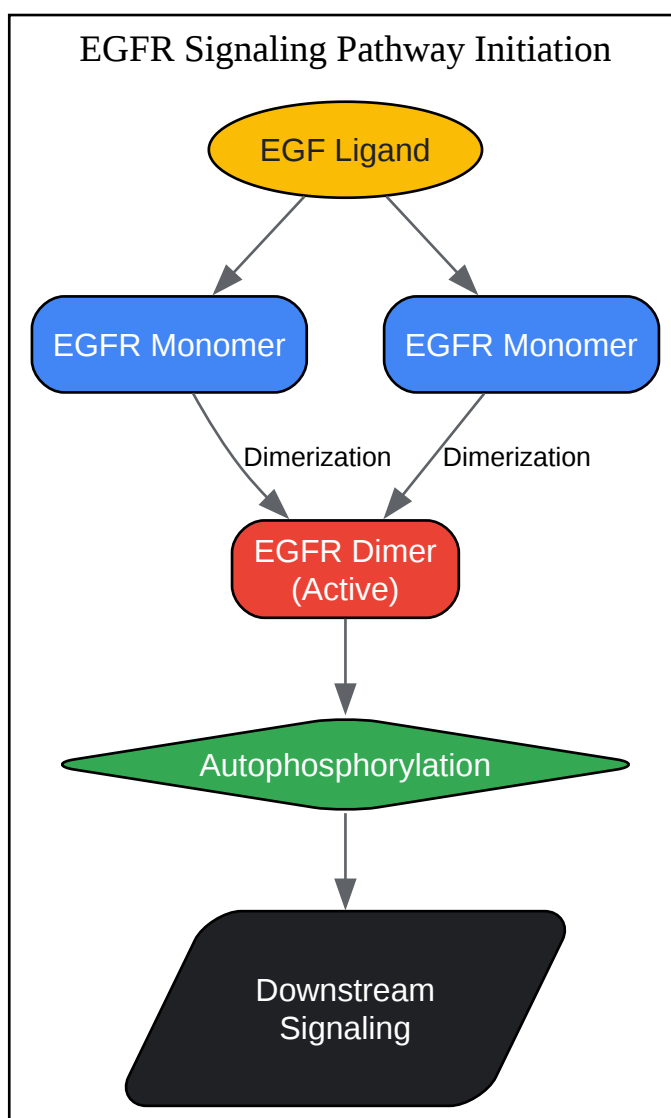 EGFR Signaling Pathway Initiation
EGF Ligand
EGFR Monomer
EGFR Monomer
Dimerization
Dimerization
EGFR Dimer
(Active)
Autophosphorylation
Downstream
Signaling